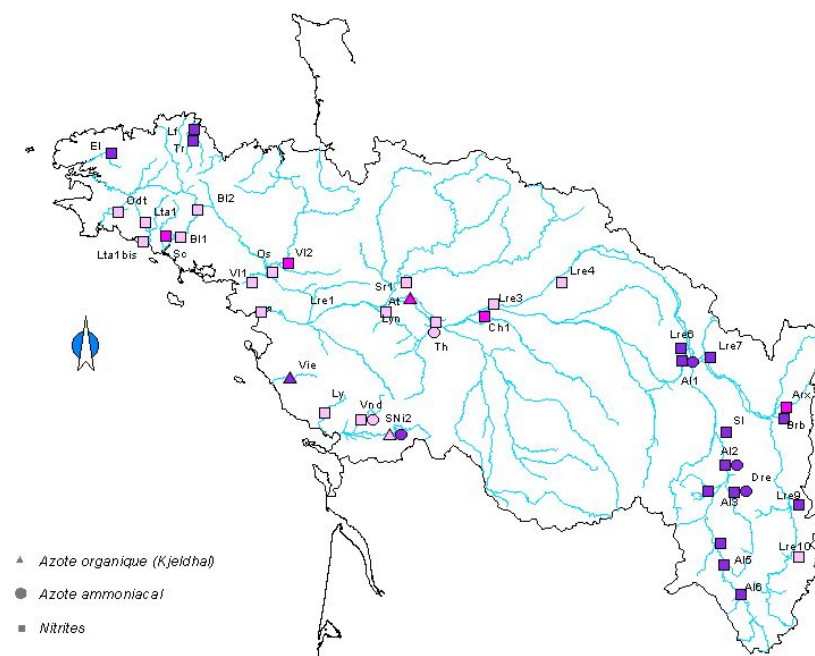 Lf
El
Tr
Odt
Lta1
Bl2
Bl1
Lta1bis
Sc
Os
Vl2
Vl1
Sr1
Lre4
Lre1
At
Lre3
Lyn
Ch1
Th
Lre6
Lre7
Vie
Al1
Arx
Ly
Vnd
Brb
SNi2
Sl
Al2
Dre
Al3
Lre9
Lre10
Al5
Al6
Azote organique (Kjeldhal)
Azote ammoniacal
Nitrites